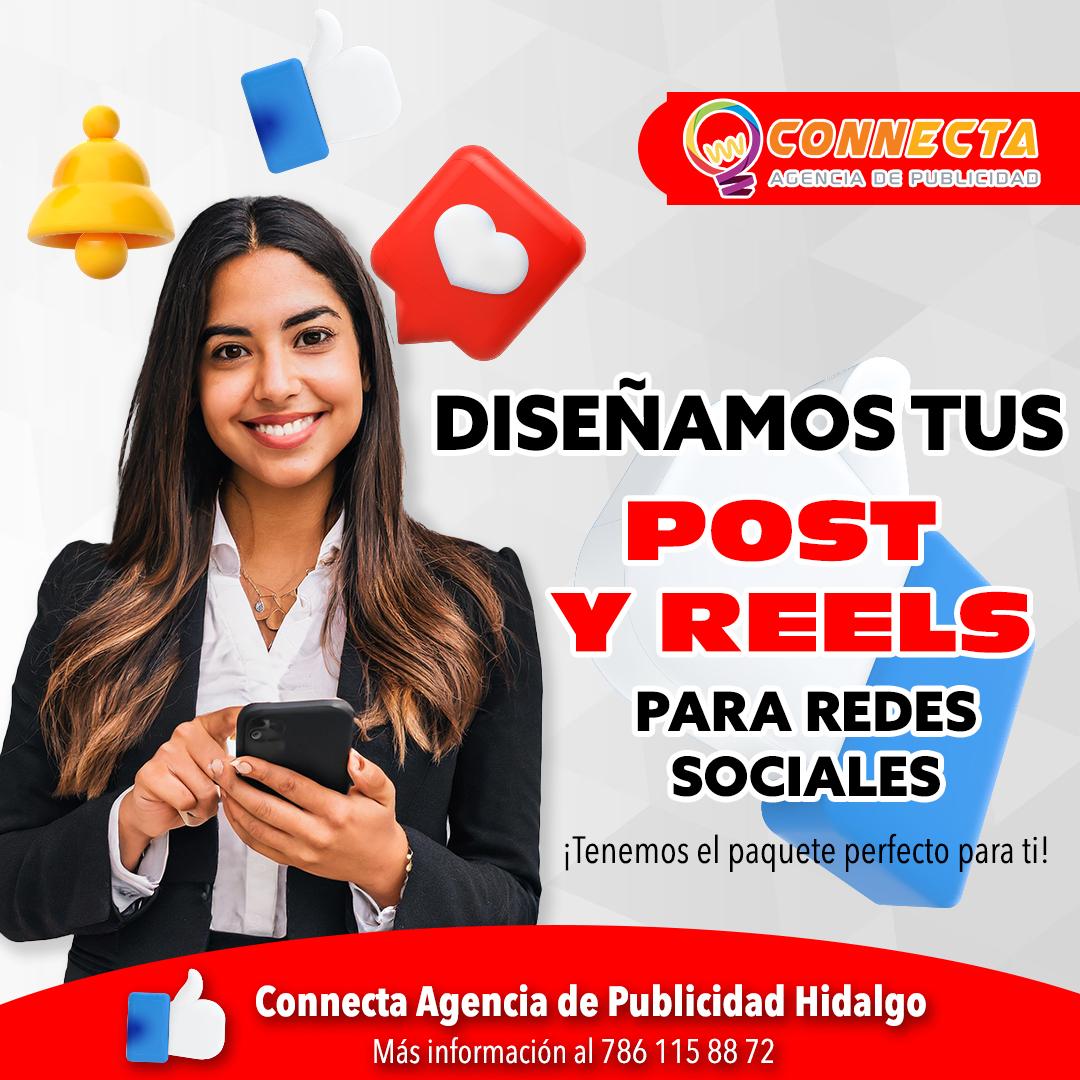 CONNECTA
AGENCIA DE PUBLICIDAD
DISEÑAMOS TUS
POST
Y REELS
PARA REDES
SOCIALES
¡Tenemos el paquete perfecto para ti!
Connecta Agencia de Publicidad Hidalgo
Más información al 786 115 88 72